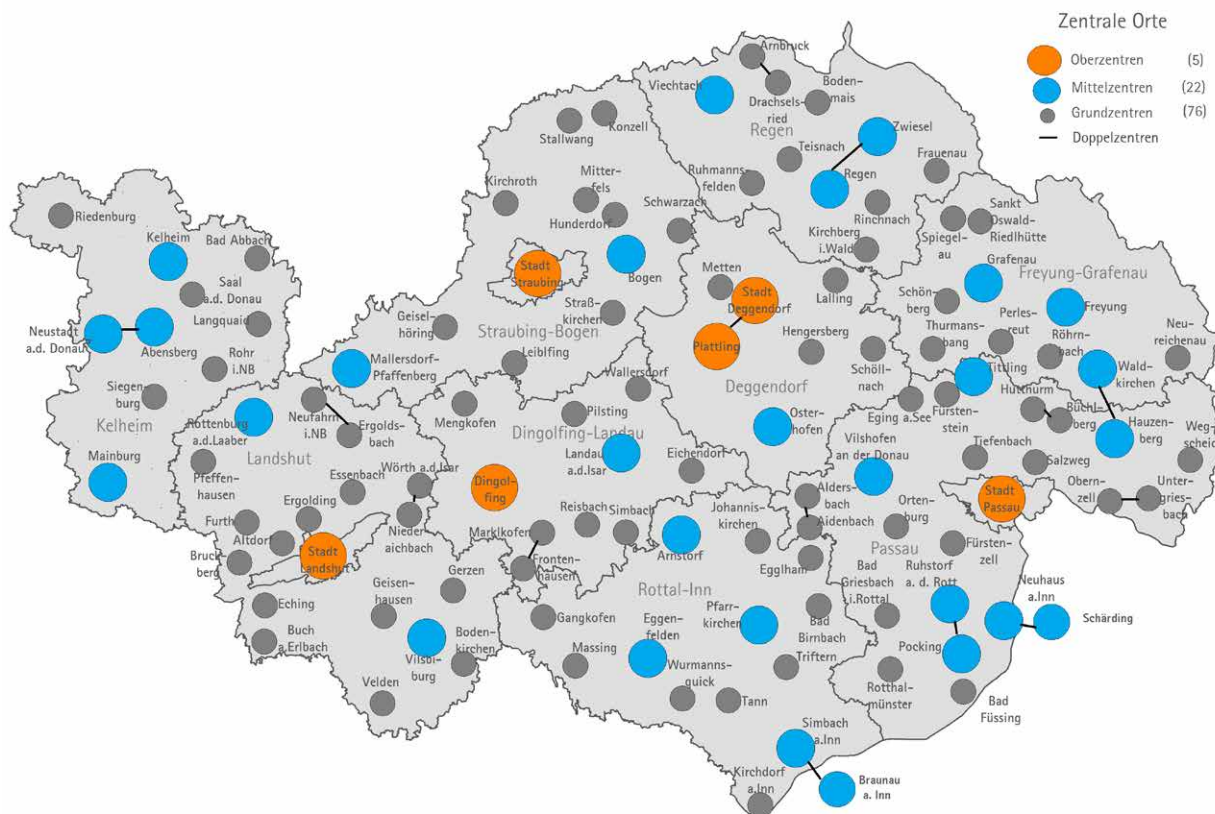 Zentrale Orte
Oberzentren (5)
Mittelzentren (22)
Grundzentren (76)
Doppelzentren
Arnbruck
Viechtach
Drachsels-
ried
Boden-
mais
Regen
Zwiesel
Teisnach
Frauenau
Ruhmanns-
felden
Regen
Rinchnach
Kirchberg
i.Wald
Konzell
Stallwang
Mitter-
fels
Kirchroth
Hunderdorf
Schwarzach
Stadt
Straubing
Bogen
Straß-
kirchen
Geisel-
höring
Straubing-Bogen
Leiblfing
Mallersdorf-
Pfaffenberg
Riedenburg
Kelheim
Bad Abbach
Saal
a.d. Donau
Langquaid
Neustadt
a.d. Donau
Abensberg
Rohr
i.NB
Siegen-
burg
Kelheim
Mainburg
Sankt
Oswald-
Riedlhütte
Spiegel-
au
Grafenau
Freyung-Grafenau
Schön-
berg
Freyung
Perles-
reut
Thurmans-
bang
Röhrn-
bach
Neu-
reichenau
Wald-
kirchen
Metten
Stadt
Deggendorf
Lalling
Plattling
Hengersberg
Schöll-
nach
Deggendorf
Oster-
hofen
Wallersdorf
Mengkofen
Pilsting
Dingolfing-Landau
Landau
a.d.Isar
Eichendorf
Dingol-
fing
Reisbach
Simbach
Marklkofen
Fronten-
hausen
Rottenburg
a.d.Laaber
Neufahrn
i.NB
Ergolds-
bach
Landshut
Pfeffen-
hausen
Essenbach
Wörth a.d.Isar
Ergolding
Furth
Altdorf
Nieder
aichbach
Bruck-
berg
Stadt
Landshut
Geisen-
hausen
Gerzen
Eching
Buch
a.Erlbach
Vilsbi-
burg
Boden-
kirchen
Velden
Tittling
Hutthurm
Büchl-
berg
Hauzen-
berg
Weg-
scheid
Eging
a.See
Fürsten-
stein
Vilshofen
an der Donau
Tiefenbach
Salzweg
Obern-
zell
Unter-
gries-
bach
Alders-
bach
Aidenbach
Orten-
burg
Stadt
Passau
Passau
Fürsten-
zell
Bad
Griesbach
i.Rottal
Ruhstorf
a. d. Rott
Neuhaus
a.Inn
Schärding
Pocking
Rotthal-
münster
Bad
Füssing
Arnstorf
Johannis-
kirchen
Egglham
Rottal-Inn
Gangkofen
Eggen-
felden
Pfarr-
kirchen
Bad
Birnbach
Massing
Wurmanns-
quick
Triftern
Tann
Simbach
a.Inn
Kirchdorf
a.Inn
Braunau
a. Inn